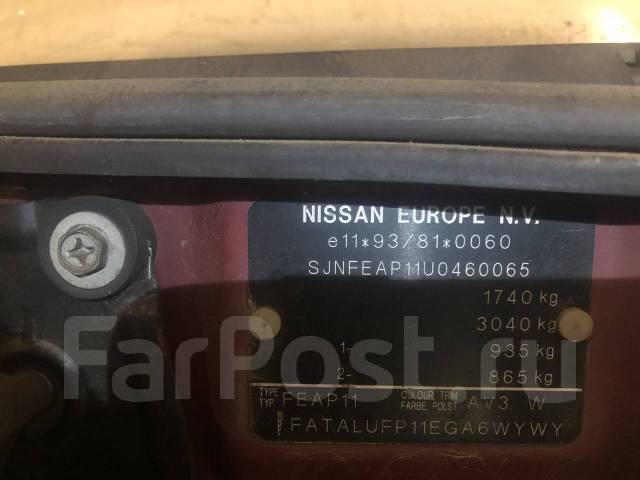 NISSAN EUROPE N.V.
e11*93/81*0060
SJNFEAP11U0460065
1740 kg
3040 kg
1- 935 kg
2- 865 kg
TYPE
TYP FEAP11 COLOUR TRIM
FARBE POLST AV3 W
FATALUFP11EGA6WYWY
FarPost.ru